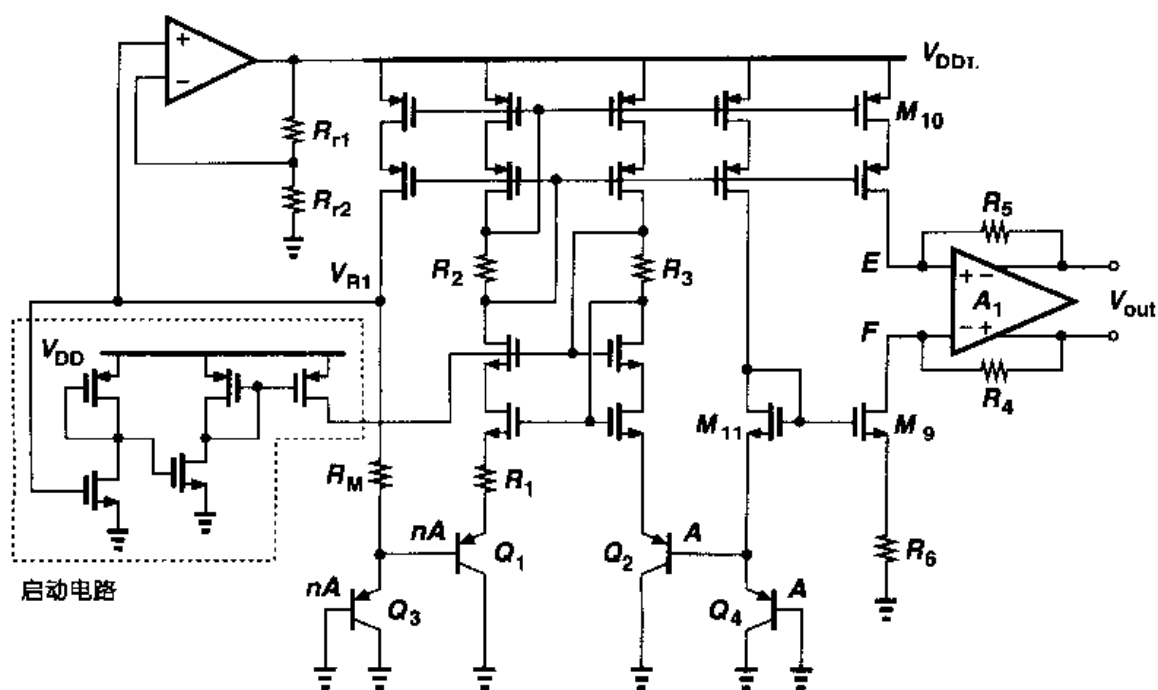 +
−
V_DDL
R_r1
R_r2
M_10
R_5
V_R1
R_2
R_3
E
+ −
A_1
V_out
F
− +
R_4
V_DD
M_11
M_9
R_M
R_1
nA
A
Q_1
Q_2
R_6
启动电路
nA
Q_3
Q_4
A